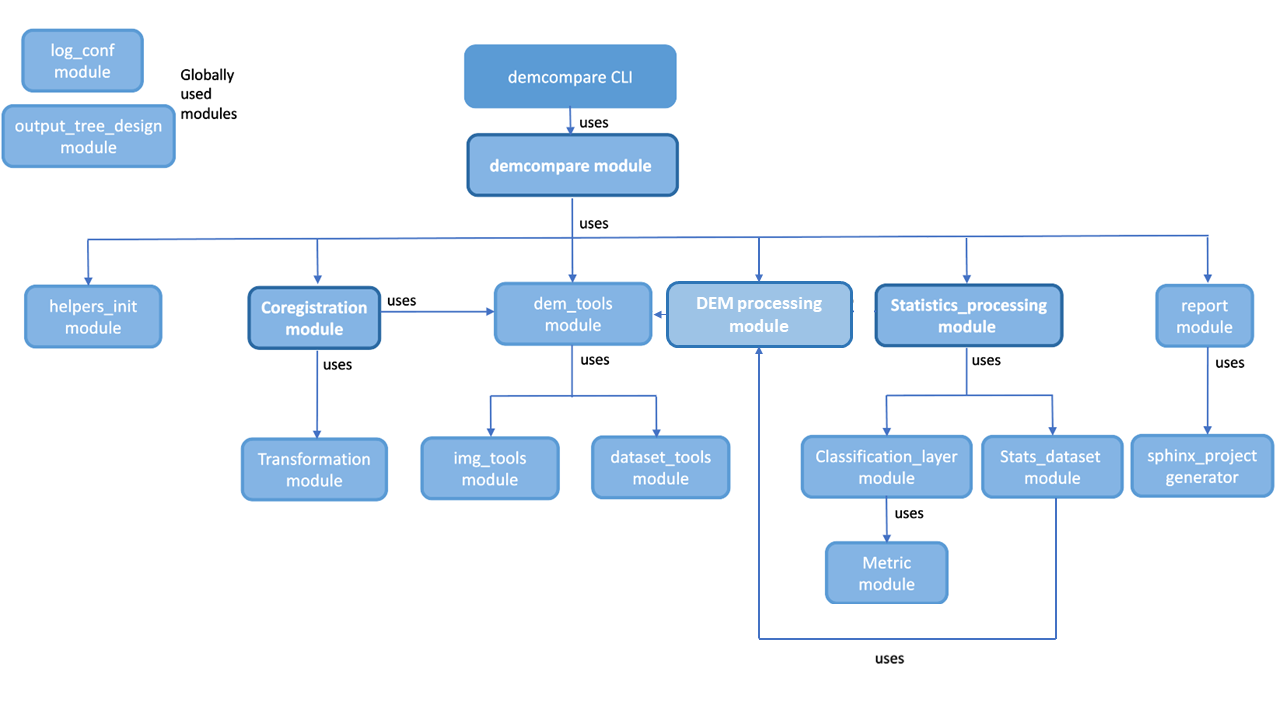 log_conf
module
Globally
used
modules
output_tree_design
module
demcompare CLI
uses
demcompare module
uses
helpers_init
module
Coregistration
module
uses
dem_tools
module
DEM processing
module
Statistics_processing
module
report
module
uses
uses
uses
uses
Transformation
module
img_tools
module
dataset_tools
module
Classification_layer
module
Stats_dataset
module
sphinx_project
generator
uses
Metric
module
uses